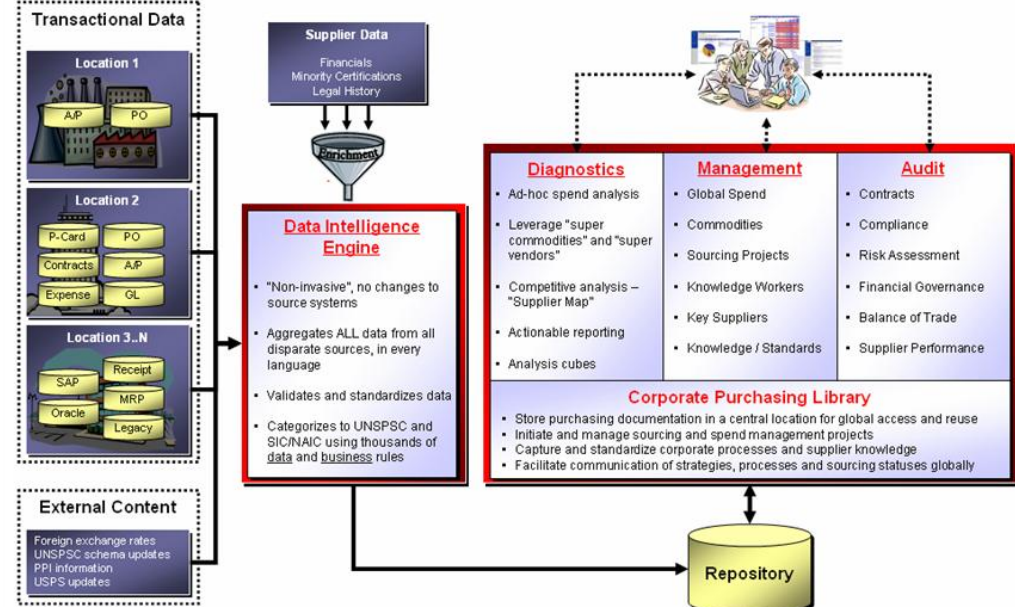 Transactional Data
Location 1
A/P
PO
Location 2
P-Card
PO
Contracts
A/P
Expense
GL
Location 3..N
Receipt
SAP
MRP
Oracle
Legacy
External Content
Foreign exchange rates
UNSPSC schema updates
PPI information
USPS updates
Supplier Data
Financials
Minority Certifications
Legal History
Enrichment
Data Intelligence
Engine
▪ "Non-invasive", no changes to
source systems
▪ Aggregates ALL data from all
disparate sources, in every
language
▪ Validates and standardizes data
▪ Categorizes to UNSPSC and
SIC/NAIC using thousands of
data and business rules
Diagnostics
▪ Ad-hoc spend analysis
▪ Leverage "super
commodities" and "super
vendors"
▪ Competitive analysis –
"Supplier Map"
▪ Actionable reporting
▪ Analysis cubes
Management
▪ Global Spend
▪ Commodities
▪ Sourcing Projects
▪ Knowledge Workers
▪ Key Suppliers
▪ Knowledge / Standards
Audit
▪ Contracts
▪ Compliance
▪ Risk Assessment
▪ Financial Governance
▪ Balance of Trade
▪ Supplier Performance
Corporate Purchasing Library
▪ Store purchasing documentation in a central location for global access and reuse
▪ Initiate and manage sourcing and spend management projects
▪ Capture and standardize corporate processes and supplier knowledge
▪ Facilitate communication of strategies, processes and sourcing statuses globally
Repository